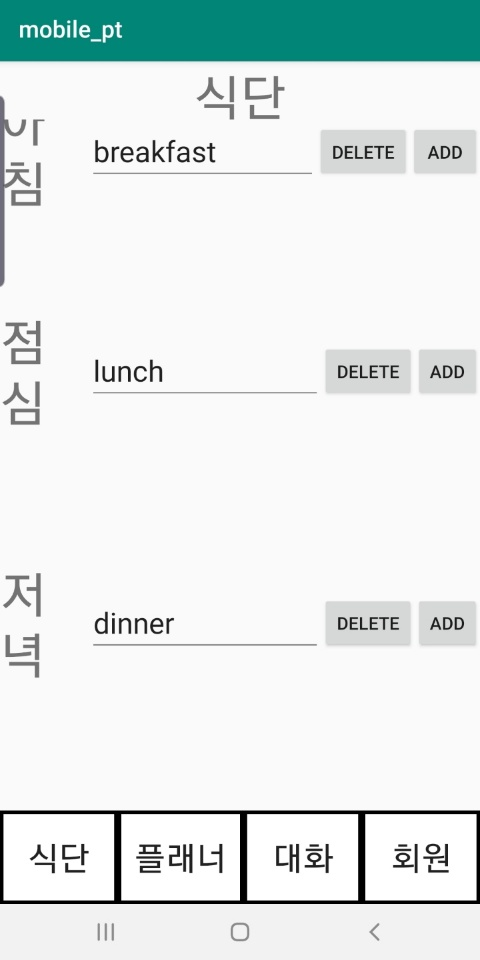 mobile_pt
식단
아침
breakfast
DELETE
ADD
점심
lunch
DELETE
ADD
저녁
dinner
DELETE
ADD
식단
플래너
대화
회원